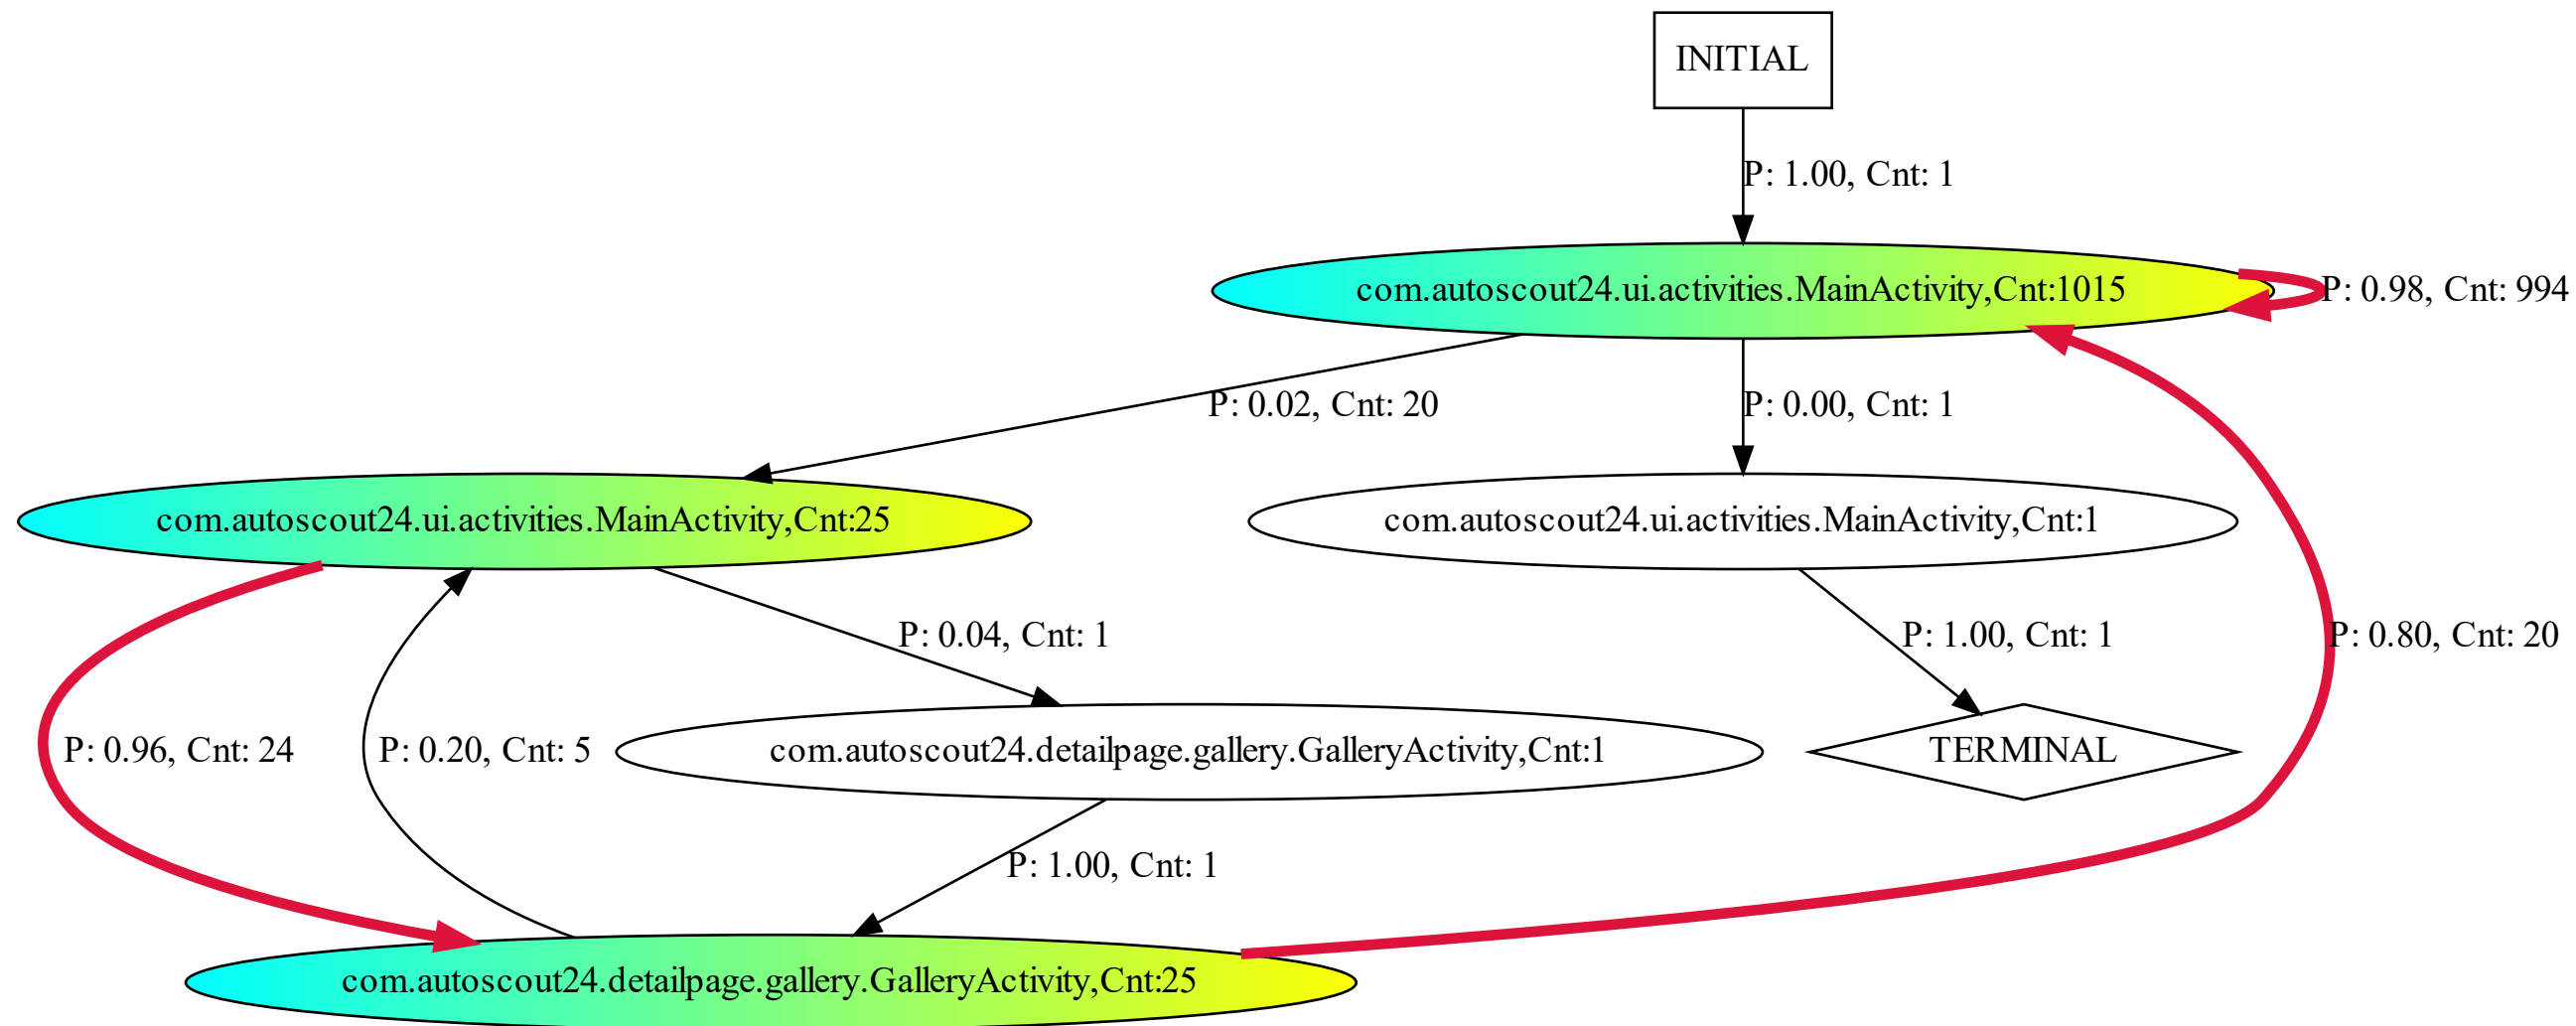 INITIAL
P: 1.00, Cnt: 1
com.autoscout24.ui.activities.MainActivity,Cnt:1015
P: 0.98, Cnt: 994
P: 0.02, Cnt: 20
P: 0.00, Cnt: 1
com.autoscout24.ui.activities.MainActivity,Cnt:25
com.autoscout24.ui.activities.MainActivity,Cnt:1
P: 0.04, Cnt: 1
P: 1.00, Cnt: 1
P: 0.80, Cnt: 20
P: 0.96, Cnt: 24
P: 0.20, Cnt: 5
com.autoscout24.detailpage.gallery.GalleryActivity,Cnt:1
TERMINAL
P: 1.00, Cnt: 1
com.autoscout24.detailpage.gallery.GalleryActivity,Cnt:25